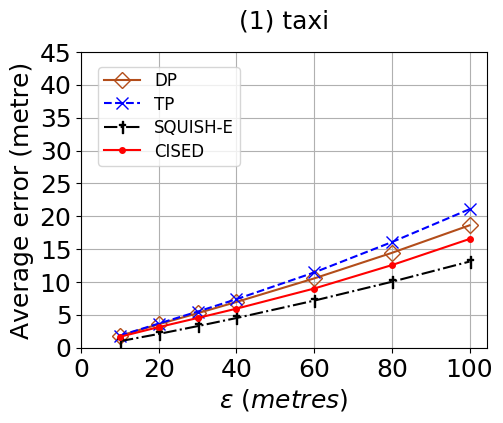 (1) taxi
45
40
35
30
25
20
15
10
5
0
Average error (metre)
DP
TP
SQUISH-E
CISED
0 20 40 60 80 100
ε (metres)